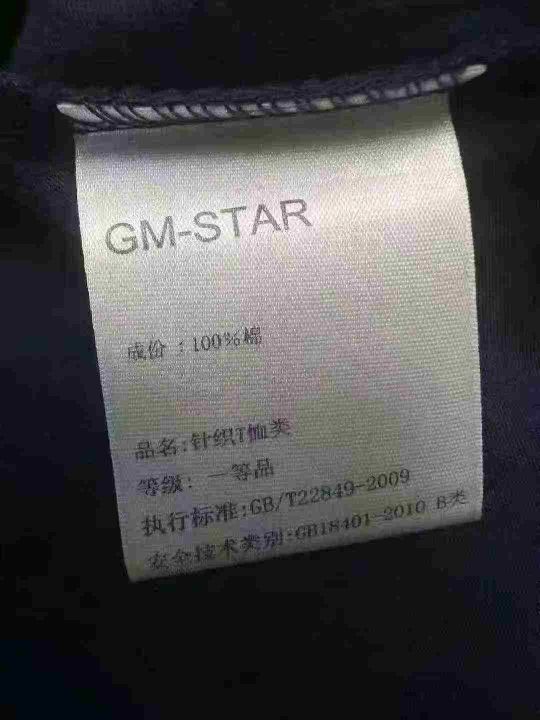 GM-STAR
成份:100%棉
品名:针织T恤类
等级:一等品
执行标准:GB/T22849-2009
安全技术类别:GB18401-2010 B类